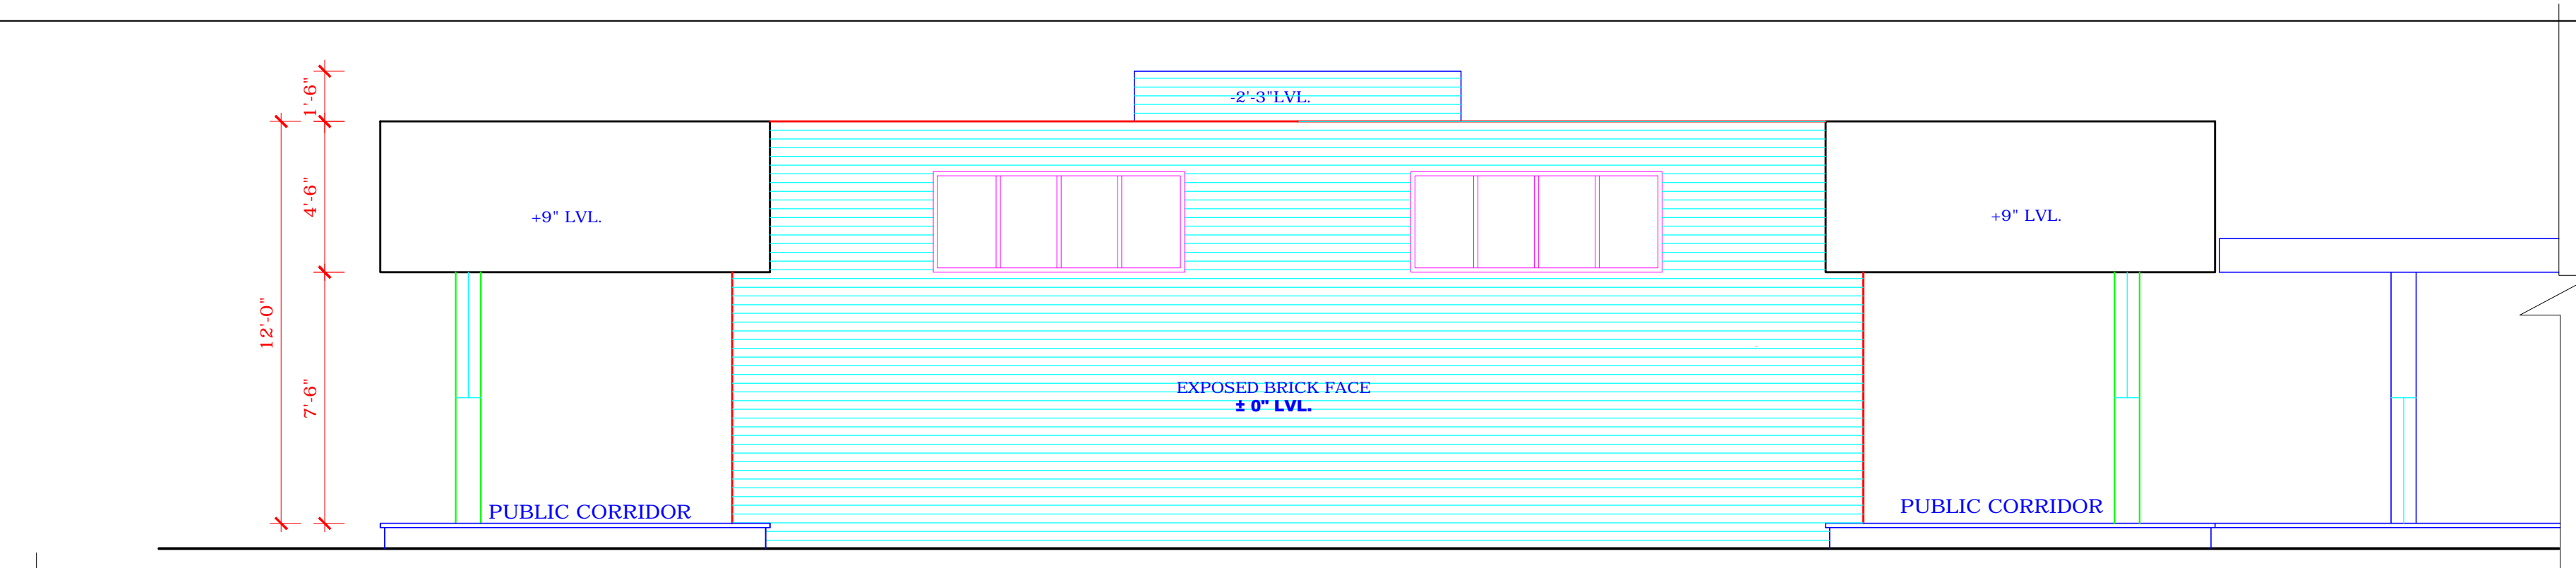 1'-6"
-2'-3"LVL.
4'-6"
+9" LVL.
+9" LVL.
12'-0"
7'-6"
EXPOSED BRICK FACE
± 0" LVL.
PUBLIC CORRIDOR
PUBLIC CORRIDOR